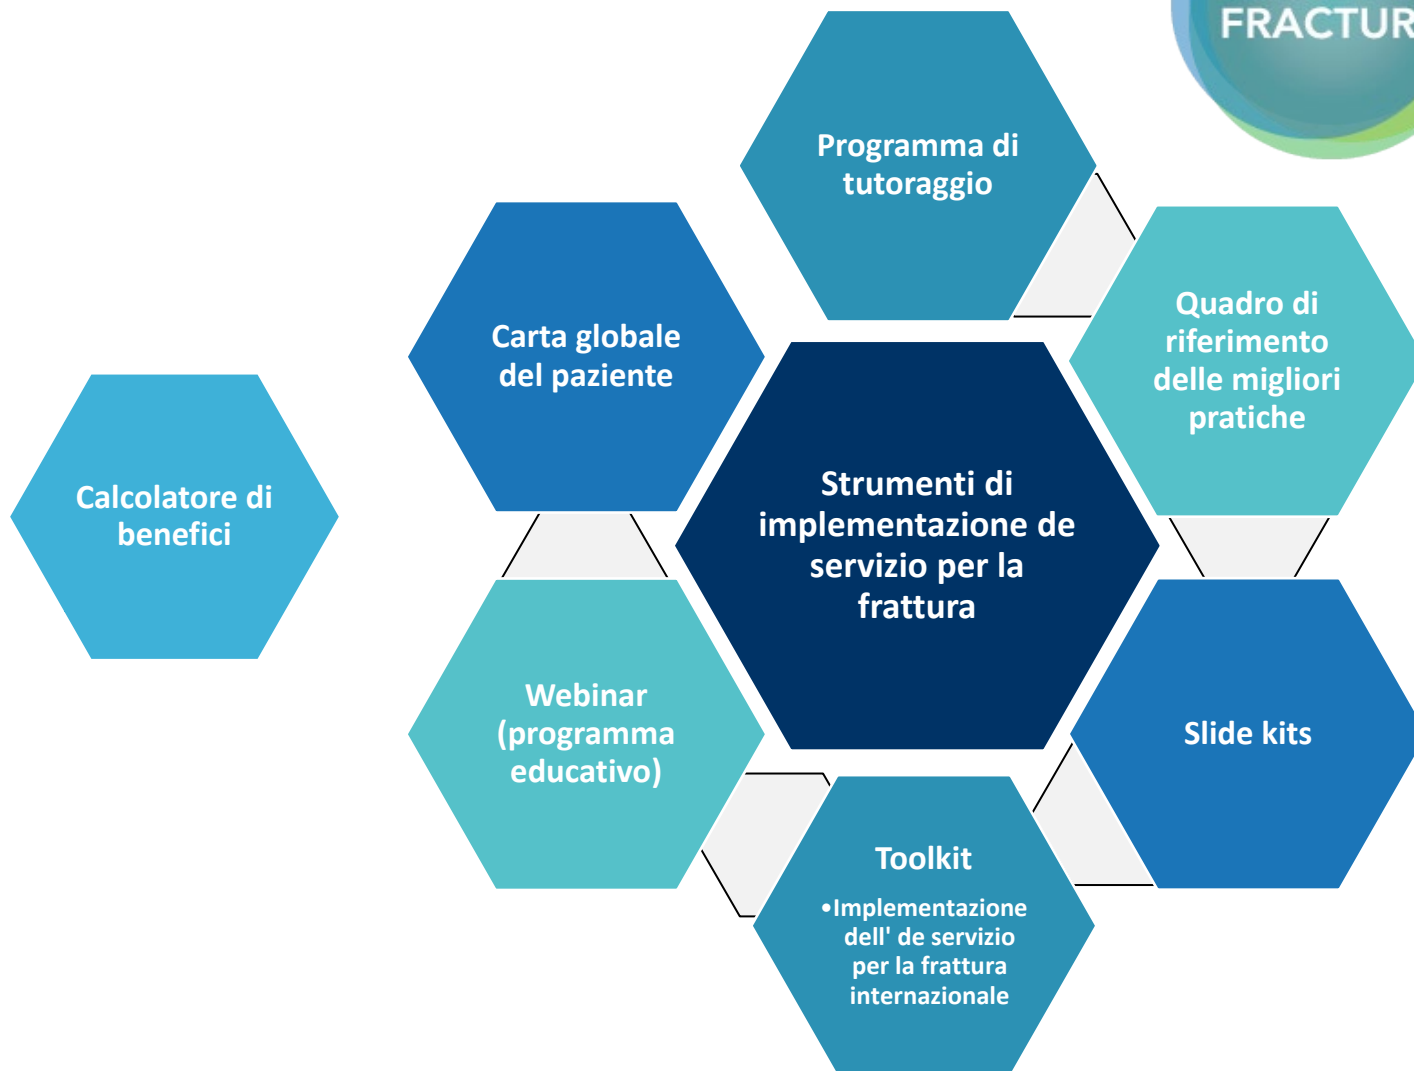 FRACTUR
Programma di
tutoraggio
Carta globale
del paziente
Quadro di
riferimento
delle migliori
pratiche
Calcolatore di
benefici
Strumenti di
implementazione de
servizio per la
frattura
Webinar
(programma
educativo)
Slide kits
Toolkit
•Implementazione
dell' de servizio
per la frattura
internazionale